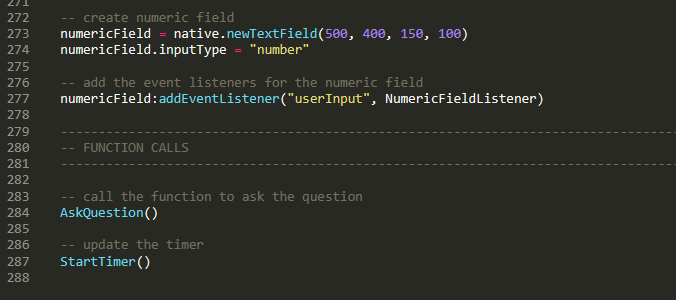 271
272 -- create numeric field
273 numericField = native.newTextField(500, 400, 150, 100)
274 numericField.inputType = "number"
275
276 -- add the event listeners for the numeric field
277 numericField:addEventListener("userInput", NumericFieldListener)
278
279 ---------------------------------------------------------------------------------
280 -- FUNCTION CALLS
281 ---------------------------------------------------------------------------------
282
283 -- call the function to ask the question
284 AskQuestion()
285
286 -- update the timer
287 StartTimer()
288